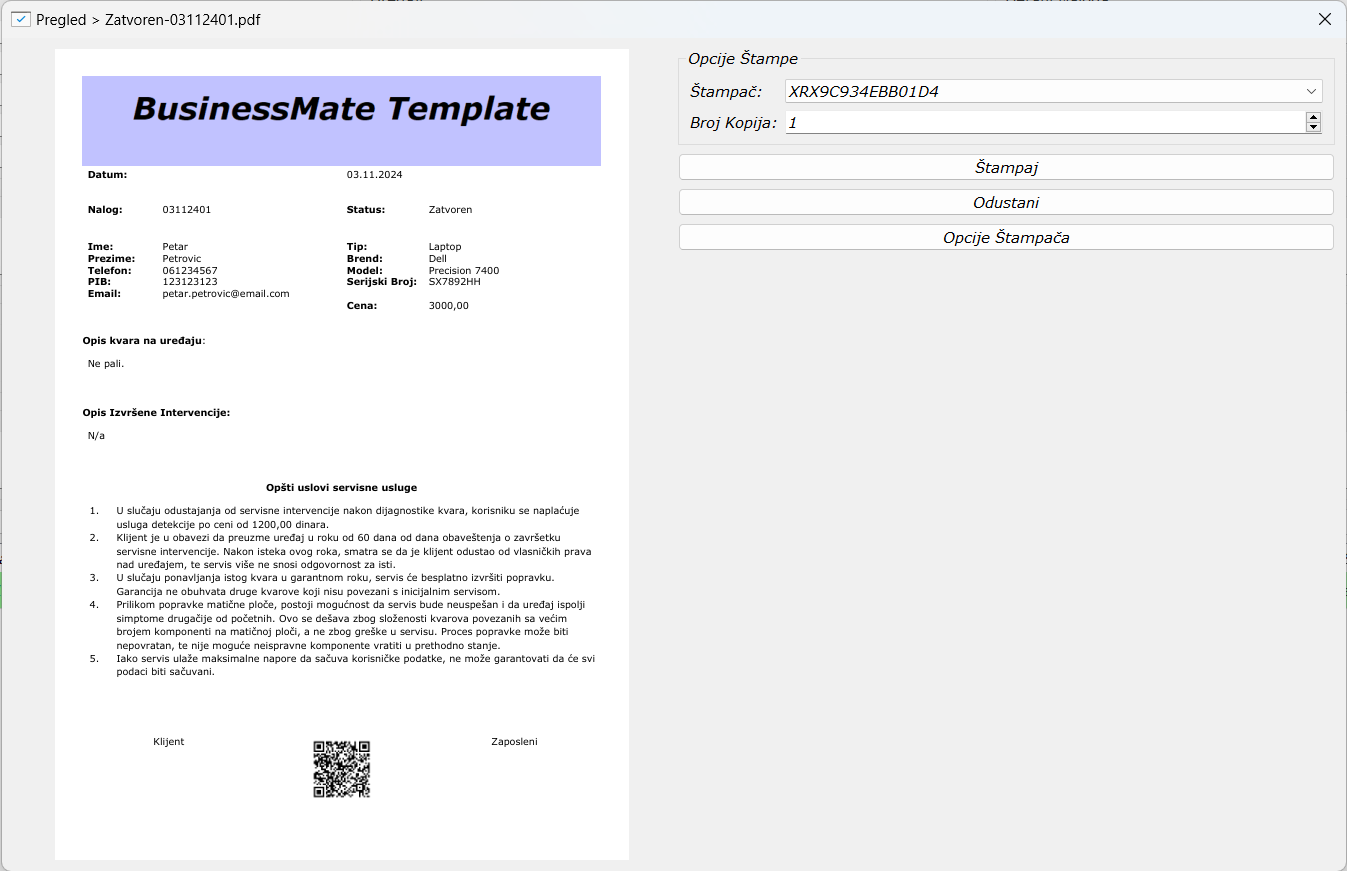 Pregled > Zatvoren-03112401.pdf
BusinessMate Template
Datum: 03.11.2024
Nalog: 03112401 Status: Zatvoren
Ime: Petar Tip: Laptop
Prezime: Petrovic Brend: Dell
Telefon: 061234567 Model: Precision 7400
PIB: 123123123 Serijski Broj: SX7892HH
Email: petar.petrovic@email.com
Cena: 3000,00
Opis kvara na uređaju:
Ne pali.
Opis Izvršene Intervencije:
N/a
Opšti uslovi servisne usluge
1. U slučaju odustajanja od servisne intervencije nakon dijagnostike kvara, korisniku se naplaćuje
usluga detekcije po ceni od 1200,00 dinara.
2. Klijent je u obavezi da preuzme uređaj u roku od 60 dana od dana obaveštenja o završetku
servisne intervencije. Nakon isteka ovog roka, smatra se da je klijent odustao od vlasničkih prava
nad uređajem, te servis više ne snosi odgovornost za isti.
3. U slučaju ponavljanja istog kvara u garantnom roku, servis će besplatno izvršiti popravku.
Garancija ne obuhvata druge kvarove koji nisu povezani s inicijalnim servisom.
4. Prilikom popravke matične ploče, postoji mogućnost da servis bude neuspešan i da uređaj ispolji
simptome drugačije od početnih. Ovo se dešava zbog složenosti kvarova povezanih sa većim
brojem komponenti na matičnoj ploči, a ne zbog greške u servisu. Proces popravke može biti
nepovratan, te nije moguće neispravne komponente vratiti u prethodno stanje.
5. Iako servis ulaže maksimalne napore da sačuva korisničke podatke, ne može garantovati da će svi
podaci biti sačuvani.
Klijent Zaposleni
Opcije Štampe
Štampač: XRX9C934EBB01D4
Broj Kopija: 1
Štampaj
Odustani
Opcije Štampača